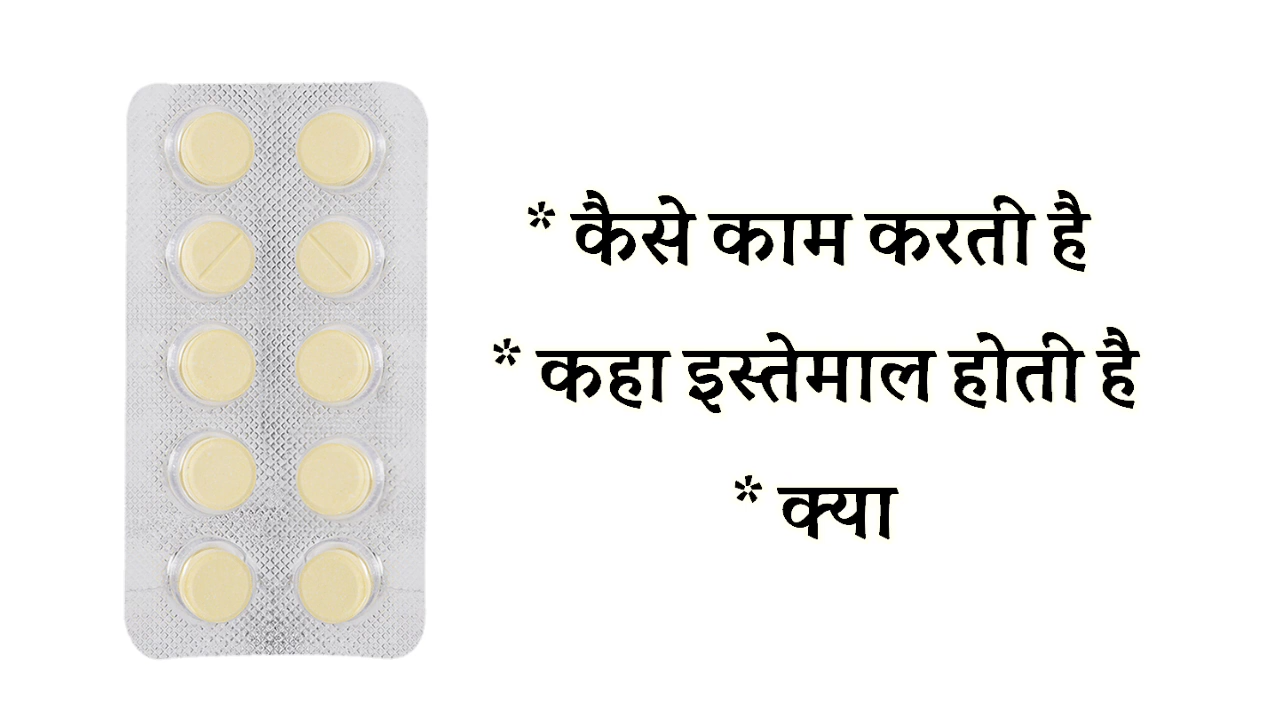 * कैसे काम करती है
* कहा इस्तेमाल होती है
* क्या